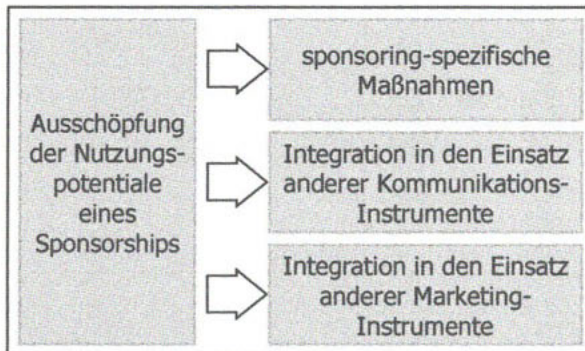 Ausschöpfung
der Nutzungs-
potentiale
eines
Sponsorships
sponsoring-spezifische
Maßnahmen
Integration in den Einsatz
anderer Kommunikations-
Instrumente
Integration in den Einsatz
anderer Marketing-
Instrumente